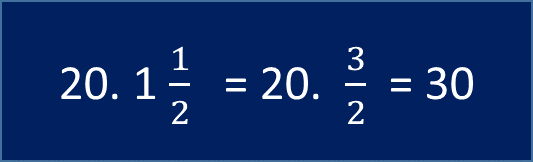 20. 1 1/2 = 20. 3/2 = 30